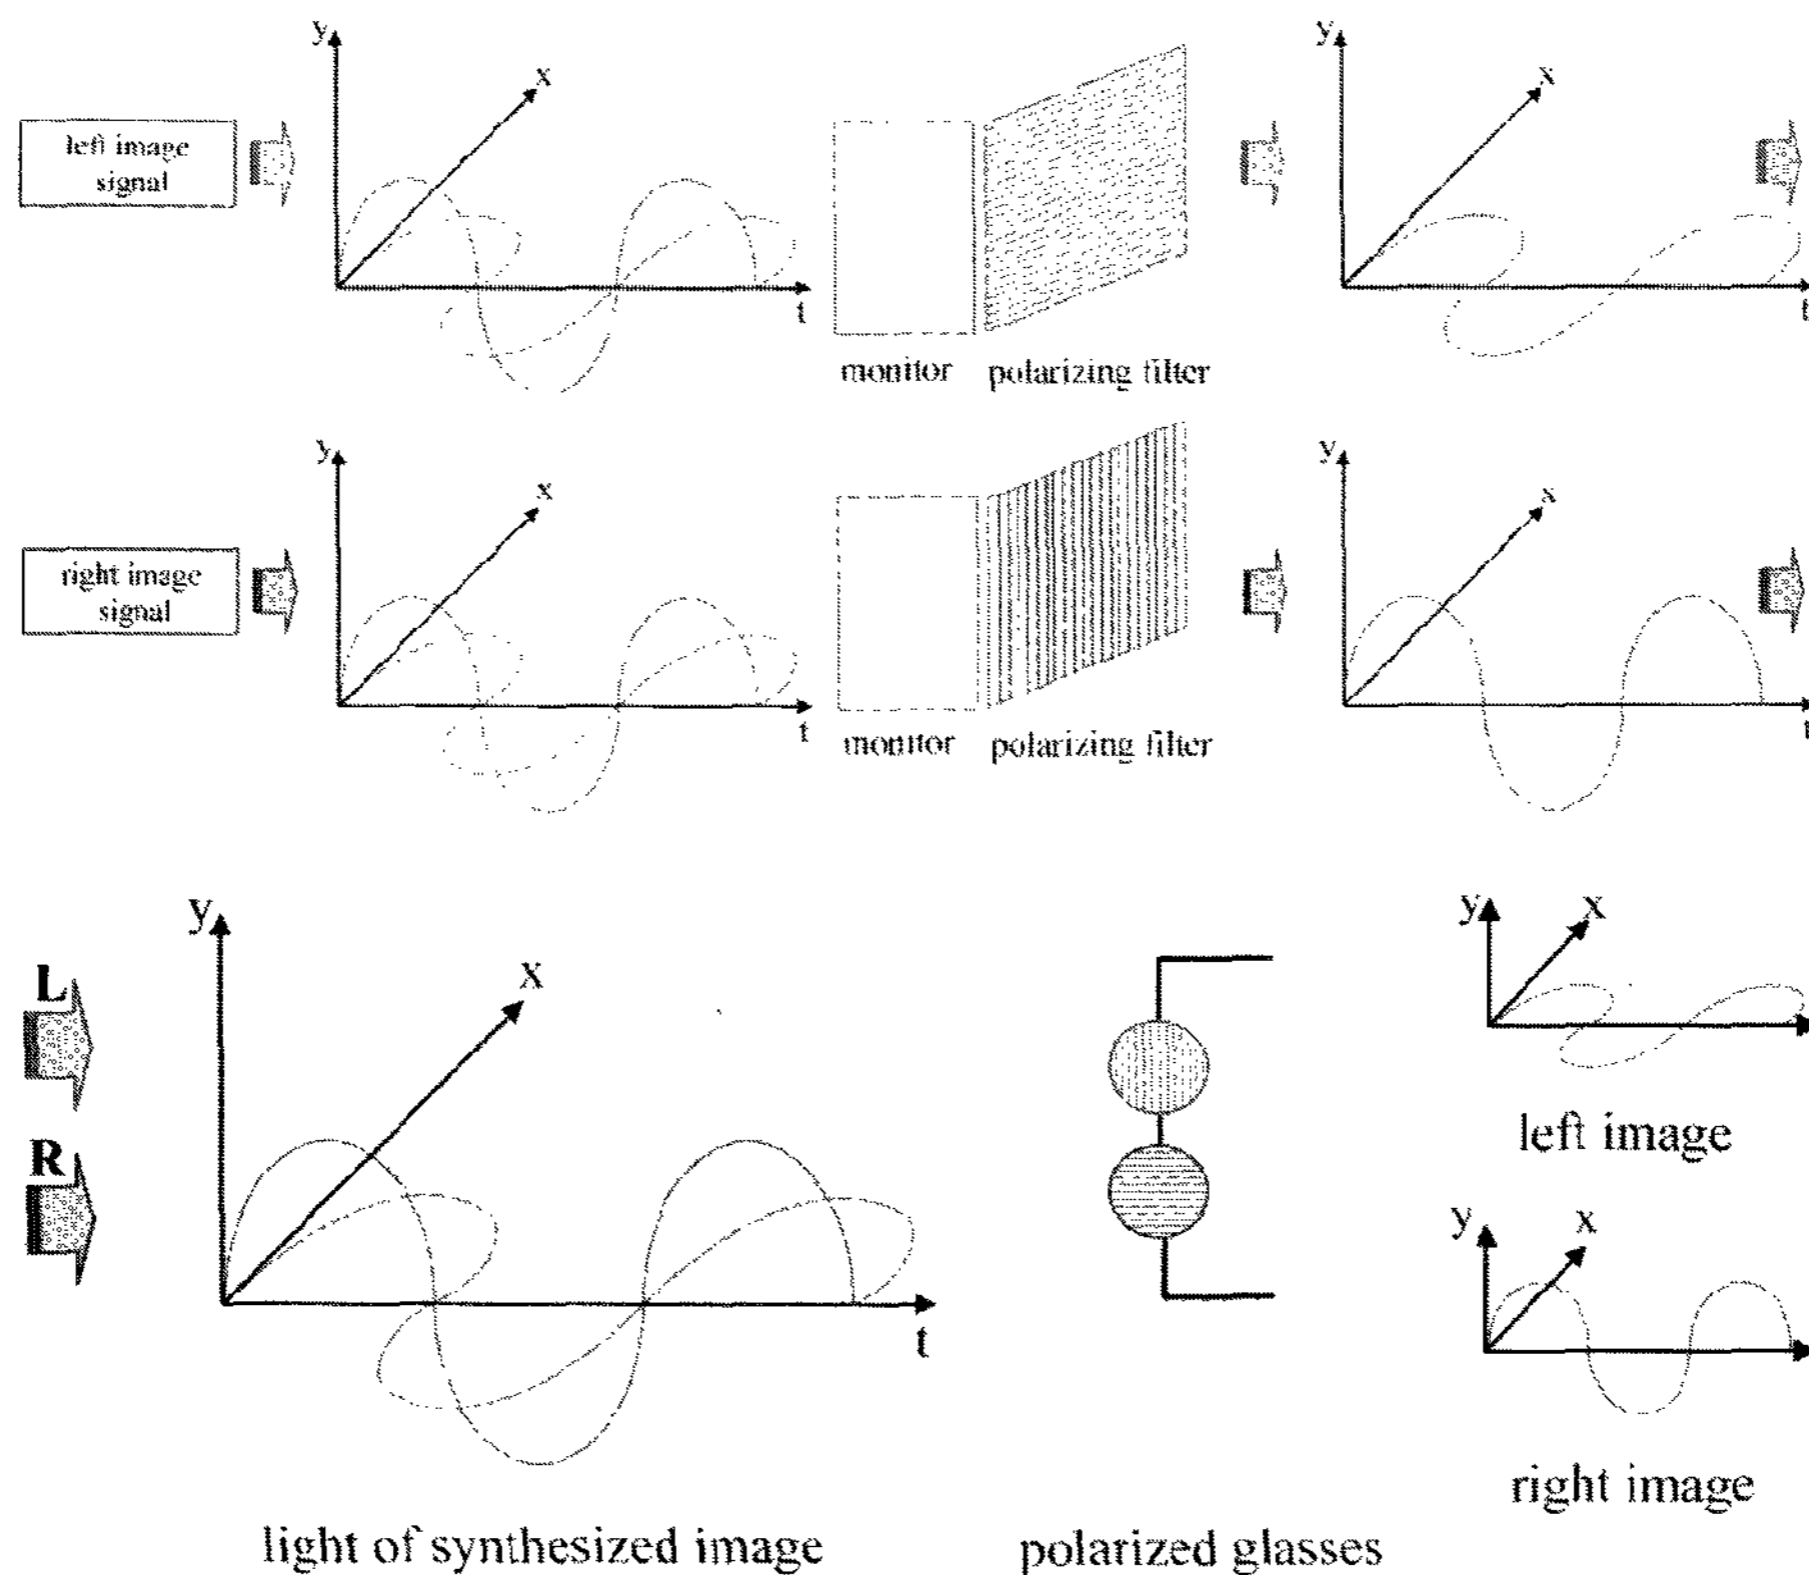 y
x
left image
signal
t
monitor
polarizing filter
y
x
t
y
x
right image
signal
t
monitor
polarizing filter
y
x
t
y
x
L
R
t
light of synthesized image
polarized glasses
y
x
left image
y
x
right image